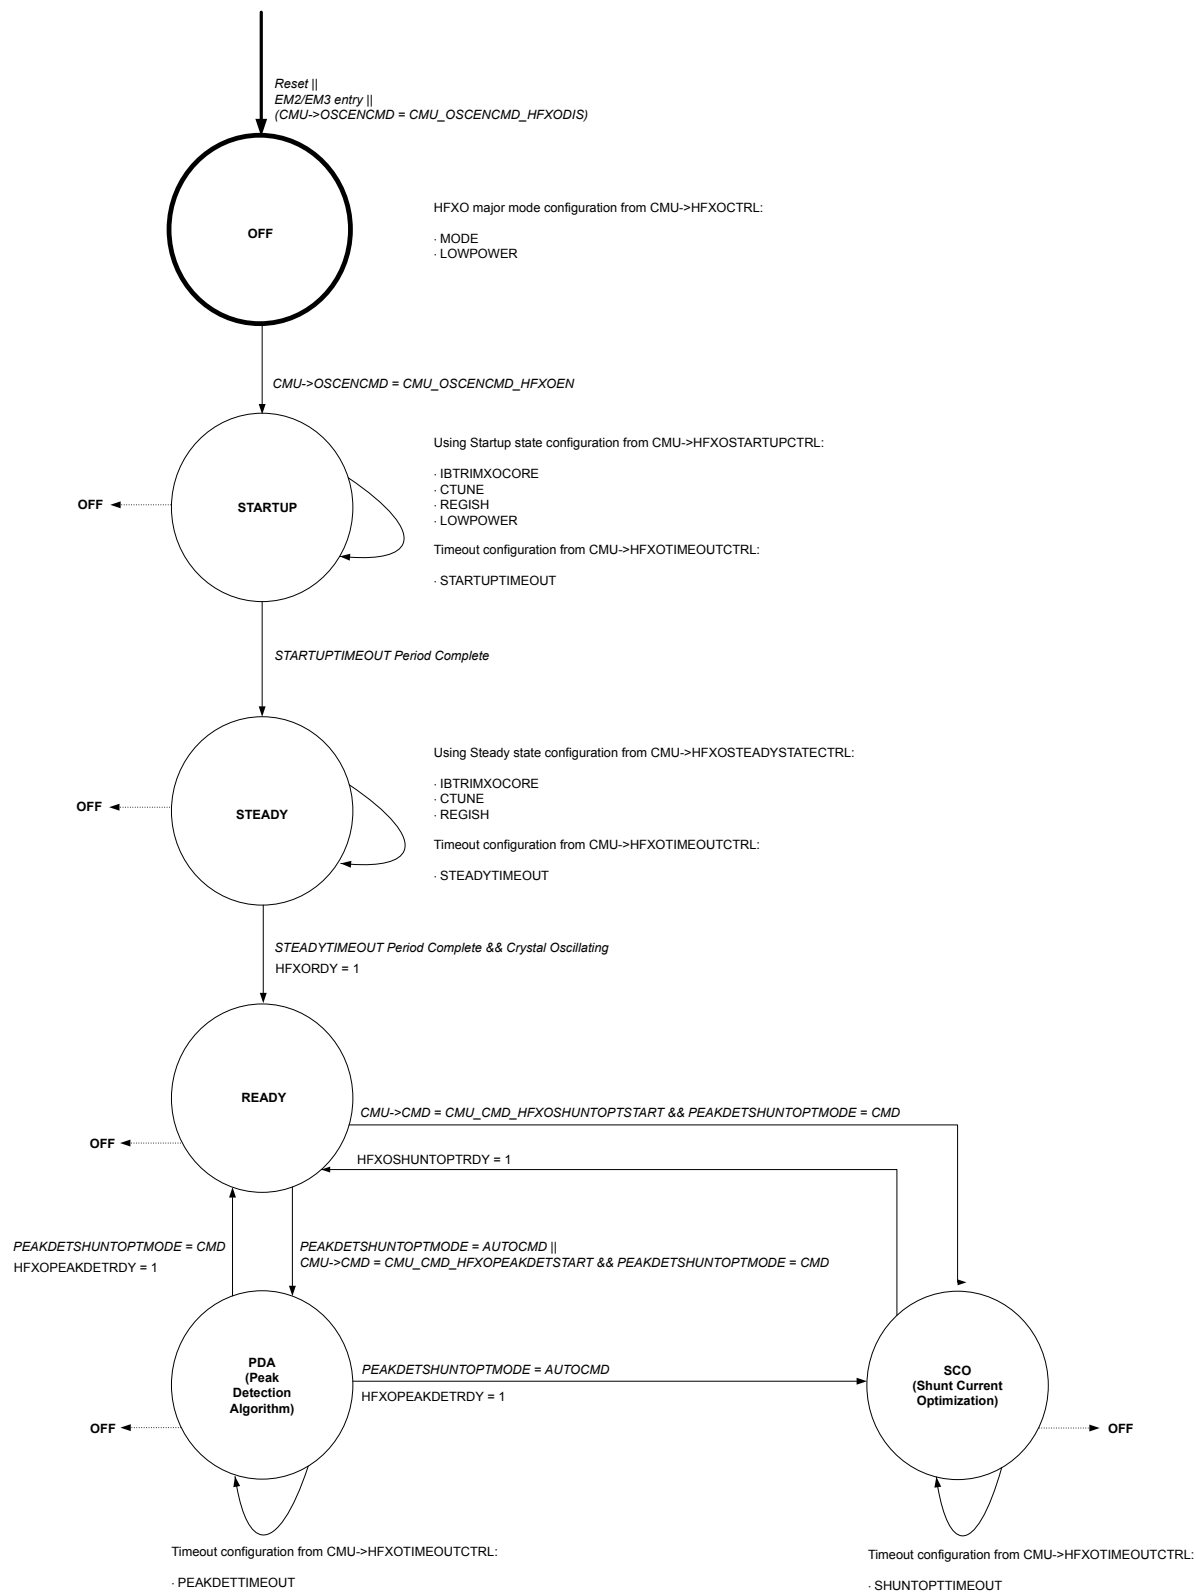 Reset ||
EM2/EM3 entry ||
(CMU->OSCENCMD = CMU_OSCENCMD_HFXODIS)
OFF
HFXO major mode configuration from CMU->HFXOCTRL:
· MODE
· LOWPOWER
CMU->OSCENCMD = CMU_OSCENCMD_HFXOEN
OFF
STARTUP
Using Startup state configuration from CMU->HFXOSTARTUPCTRL:
· IBTRIMXOCORE
· CTUNE
· REGISH
· LOWPOWER
Timeout configuration from CMU->HFXOTIMEOUTCTRL:
· STARTUPTIMEOUT
STARTUPTIMEOUT Period Complete
OFF
STEADY
Using Steady state configuration from CMU->HFXOSTEADYSTATECTRL:
· IBTRIMXOCORE
· CTUNE
· REGISH
Timeout configuration from CMU->HFXOTIMEOUTCTRL:
· STEADYTIMEOUT
STEADYTIMEOUT Period Complete && Crystal Oscillating
HFXORDY = 1
READY
OFF
CMU->CMD = CMU_CMD_HFXOSHUNTOPTSTART && PEAKDETSHUNTOPTMODE = CMD
HFXOSHUNTOPTRDY = 1
PEAKDETSHUNTOPTMODE = CMD
HFXOPEAKDETRDY = 1
PEAKDETSHUNTOPTMODE = AUTOCMD ||
CMU->CMD = CMU_CMD_HFXOPEAKDETSTART && PEAKDETSHUNTOPTMODE = CMD
PDA
(Peak
Detection
Algorithm)
OFF
PEAKDETSHUNTOPTMODE = AUTOCMD
HFXOPEAKDETRDY = 1
SCO
(Shunt Current
Optimization)
OFF
Timeout configuration from CMU->HFXOTIMEOUTCTRL:
· PEAKDETTIMEOUT
Timeout configuration from CMU->HFXOTIMEOUTCTRL:
· SHUNTOPTTIMEOUT